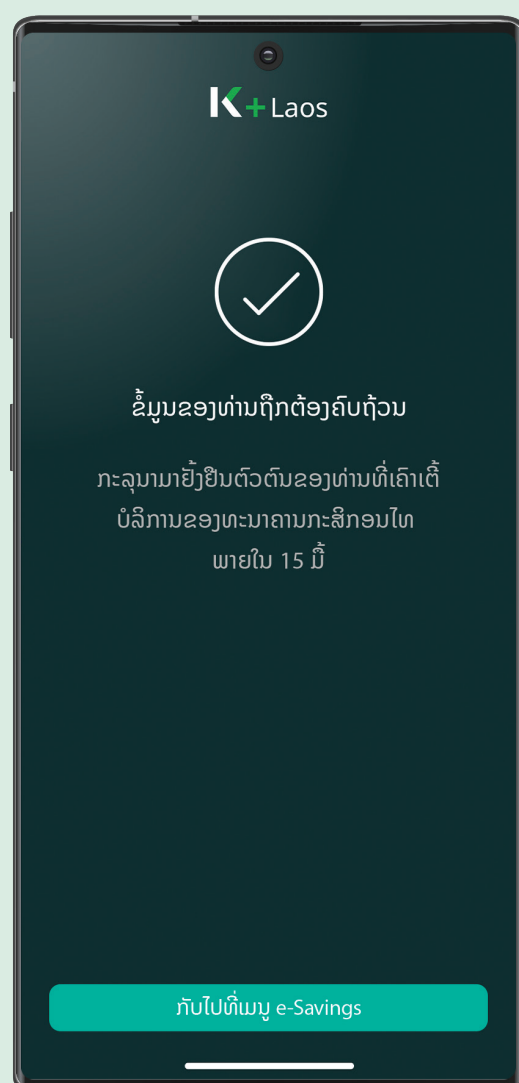 K+ Laos
ຂໍ້ມູນຂອງທ່ານຖືກຕ້ອງຄົບຖ້ວນ
ກະລຸນາມາຢັ້ງຢືນຕົວຕົນຂອງທ່ານທີ່ເຄົາເຕີ້
ບໍລິການຂອງທະນາຄານກະສິກອນໄທ
ພາຍໃນ 15 ມື້
ກັບໄປທີ່ເມນູ e-Savings